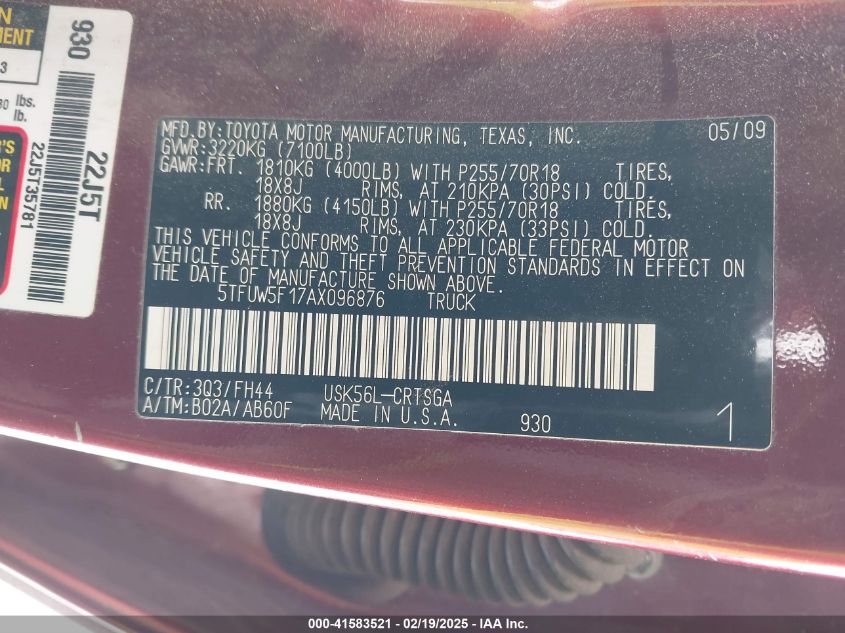 MFD.BY:TOYOTA MOTOR MANUFACTURING, TEXAS, INC. 05/09
GVWR:3220KG (7100LB)
GAWR:FRT. 1810KG (4000LB) WITH P255/70R18 TIRES,
18X8J RIMS, AT 210KPA (30PSI) COLD.
RR. 1880KG (4150LB) WITH P255/70R18 TIRES,
18X8J RIMS, AT 230KPA (33PSI) COLD.
THIS VEHICLE CONFORMS TO ALL APPLICABLE FEDERAL MOTOR
VEHICLE SAFETY AND THEFT PREVENTION STANDARDS IN EFFECT ON
THE DATE OF MANUFACTURE SHOWN ABOVE.
5TFUW5F17AX096876 TRUCK
C/TR:3Q3/FH44 USK56L-CRTSGA
A/TM:B02A/AB60F MADE IN U.S.A. 930
1
930
22J5T
22J5T35781
lbs.
lb.
000-41583521 - 02/19/2025 - IAA Inc.